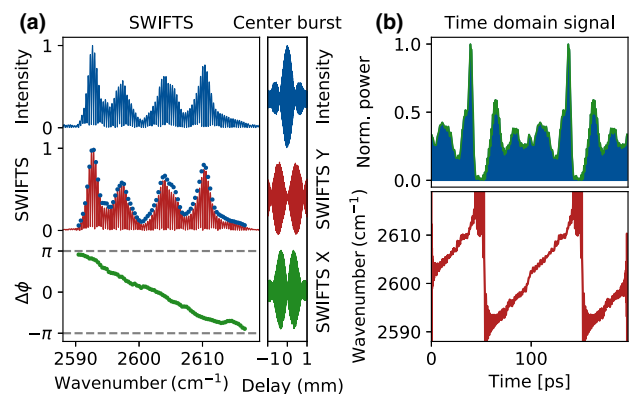 (a)
SWIFTS
Center burst
(b)
Time domain signal
Intensity
1
0
Intensity
SWIFTS
1
0
SWIFTS Y
Δϕ
π
0
−π
SWIFTS X
2590
2600
2610
Wavenumber (cm⁻¹)
−1
0
1
Delay (mm)
Norm. power
1.0
0.5
0.0
Wavenumber (cm⁻¹)
2610
2600
2590
0
100
Time [ps]